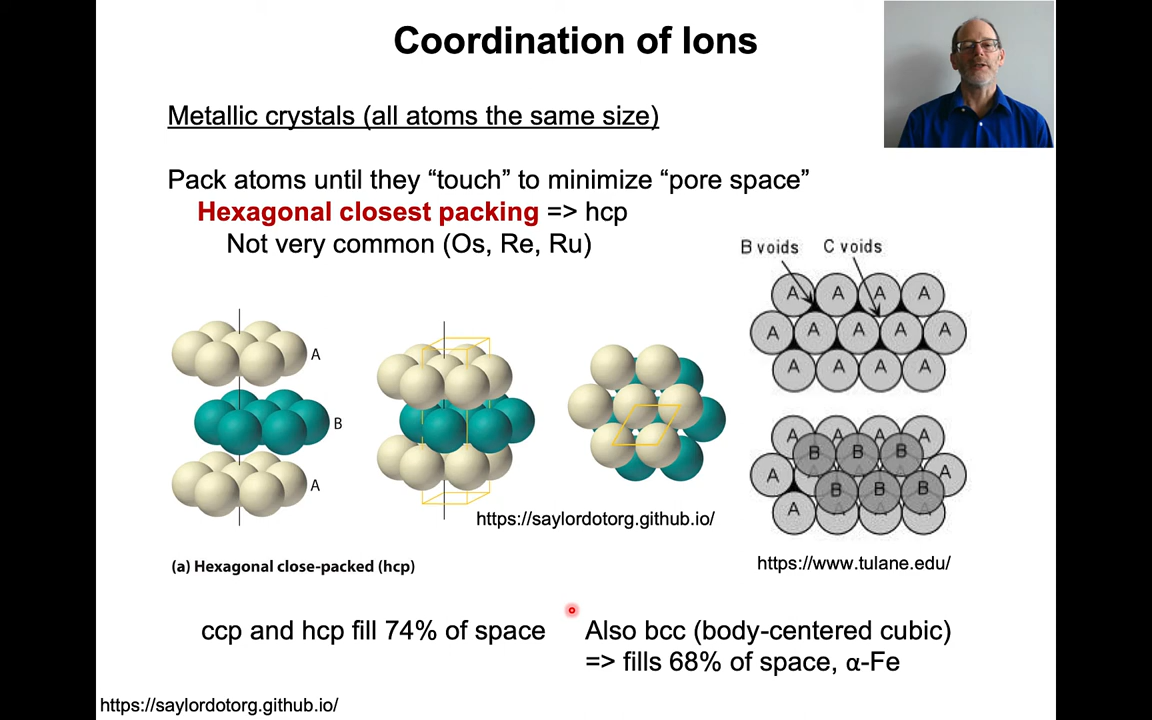 Coordination of Ions
Metallic crystals (all atoms the same size)
Pack atoms until they “touch” to minimize “pore space”
Hexagonal closest packing => hcp
Not very common (Os, Re, Ru)
B voids C voids
A A A A
A A A A A
A A A A
A
B
A
A A A A
B B B
A A
B B B
A
https://saylordotorg.github.io/
https://www.tulane.edu/
(a) Hexagonal close-packed (hcp)
ccp and hcp fill 74% of space
Also bcc (body-centered cubic)
=> fills 68% of space, α-Fe
https://saylordotorg.github.io/